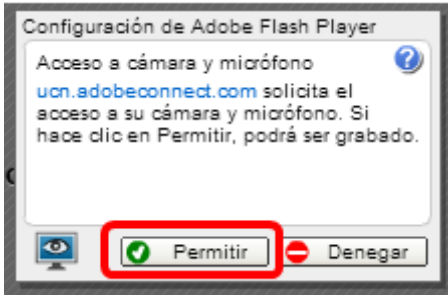 Configuración de Adobe Flash Player
Acceso a cámara y micrófono
ucn.adobeconnect.com solicita el
acceso a su cámara y micrófono. Si
hace clic en Permitir, podrá ser grabado.
Permitir
Denegar